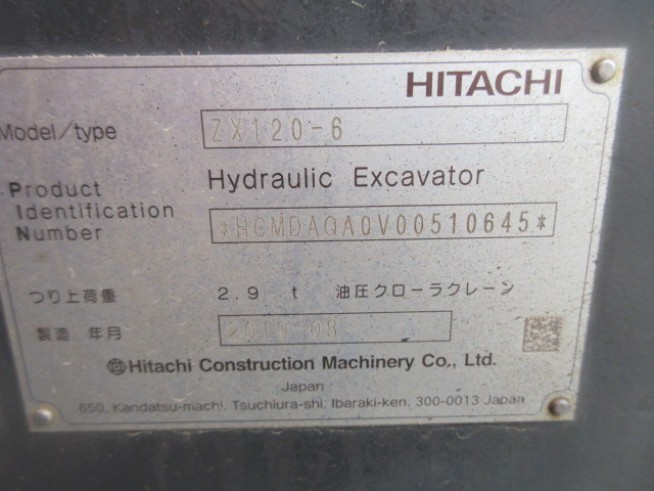 HITACHI
Model/type ZX120-6
Hydraulic Excavator
Product Identification Number *HCMDAQA0V00510645*
つり上荷重 2.9 t 油圧クローラクレーン
製造 年月 2019 08
Hitachi Construction Machinery Co., Ltd.
Japan
650, Kandatsu-machi, Tsuchiura-shi, Ibaraki-ken, 300-0013 Japan